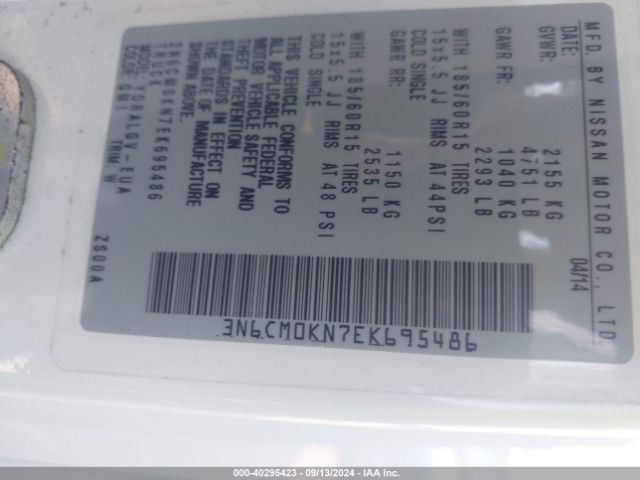 MFD. BY NISSAN MOTOR CO., LTD.
DATE: 04/14
GVWR: 2155 KG
4751 LB
GAWR FR: 1040 KG
2293 LB
WITH 185/60R15 TIRES
15x5.5 JJ RIMS AT 44PSI
COLD SINGLE
GAWR RR: 1150 KG
2535 LB
WITH 185/60R15 TIRES
15x5.5 JJ RIMS AT 48 PSI
COLD SINGLE
THIS VEHICLE CONFORMS TO
ALL APPLICABLE FEDERAL
MOTOR VEHICLE SAFETY AND
THEFT PREVENTION
STANDARDS IN EFFECT ON
THE DATE OF MANUFACTURE
SHOWN ABOVE.
3N6CM0KN7EK695486
TRUCK
MODEL: YDRALGV-EUA
COLOR: QM1 TRIM: W
ZS00A
3N6CM0KN7EK695486
000-40295423 - 09/13/2024 - IAA Inc.